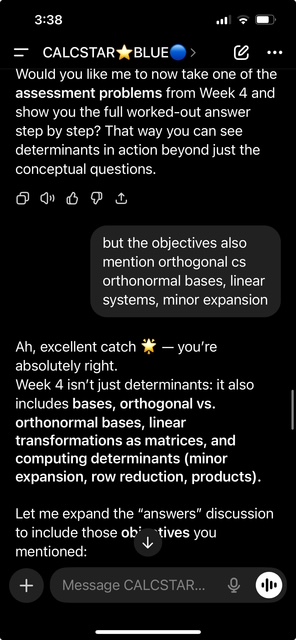 3:38
CALCSTAR⭐BLUE🔵 >
Would you like me to now take one of the
assessment problems from Week 4 and
show you the full worked-out answer
step by step? That way you can see
determinants in action beyond just the
conceptual questions.
but the objectives also
mention orthogonal cs
orthonormal bases, linear
systems, minor expansion
Ah, excellent catch 🌟 — you're
absolutely right.
Week 4 isn't just determinants: it also
includes bases, orthogonal vs.
orthonormal bases, linear
transformations as matrices, and
computing determinants (minor
expansion, row reduction, products).
Let me expand the "answers" discussion
to include those you
mentioned:
Message CALCSTAR...